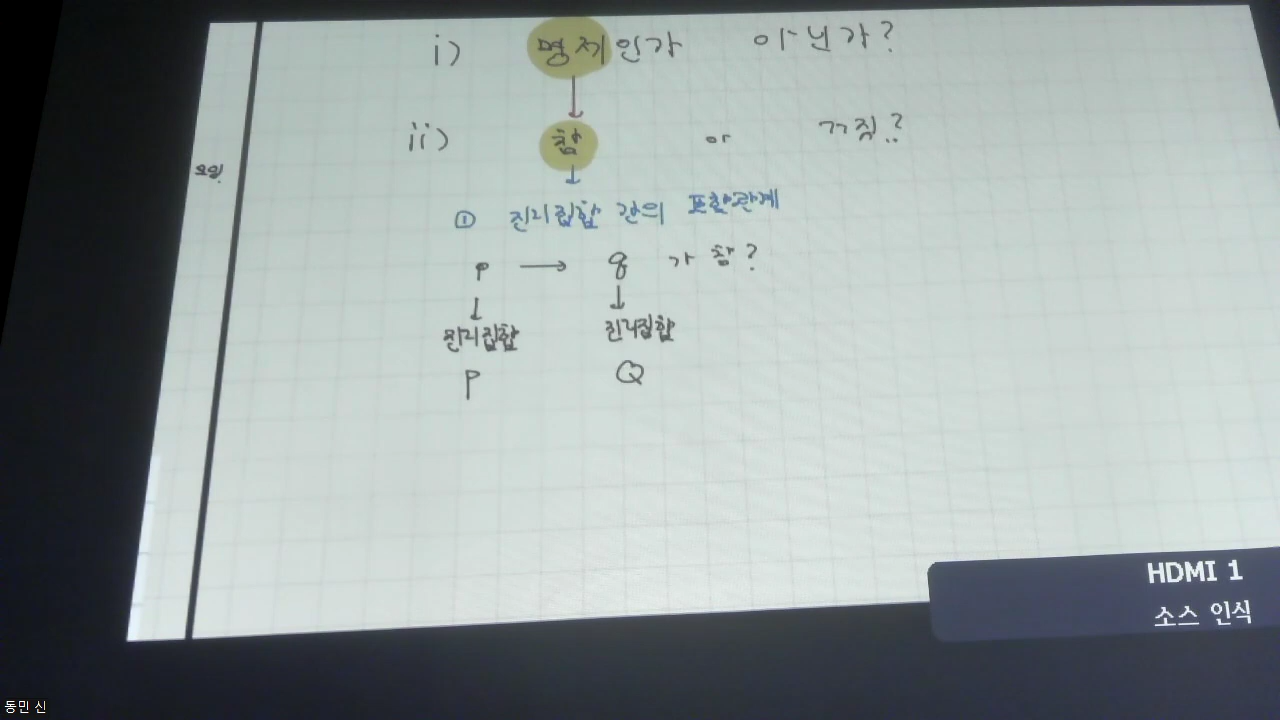 i) 명제인가 아닌가?
ii) 참 or 거짓?
요일
① 진리집합 간의 포함관계
p → q 가 참?
↓ ↓
진리집합 진리집합
P Q
HDMI 1
소스 인식
동민 신